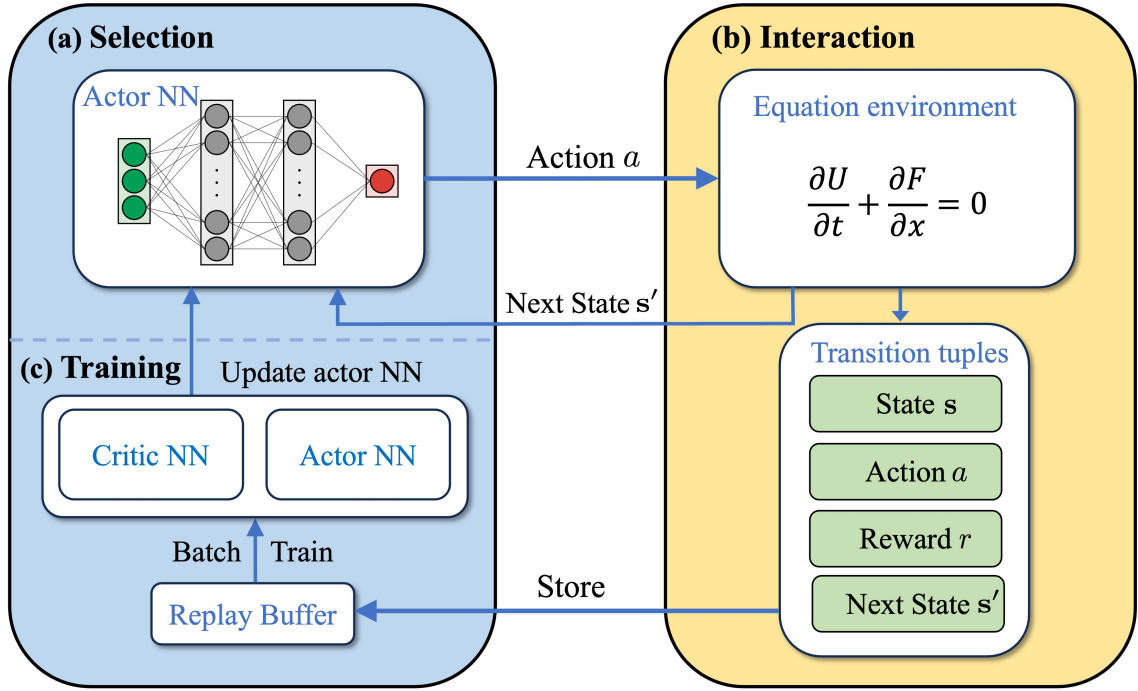 (a) Selection
Actor NN
Action a
Next State s′
(b) Interaction
Equation environment
∂U/∂t + ∂F/∂x = 0
Transition tuples
State s
Action a
Reward r
Next State s′
(c) Training
Update actor NN
Critic NN
Actor NN
Batch Train
Replay Buffer
Store